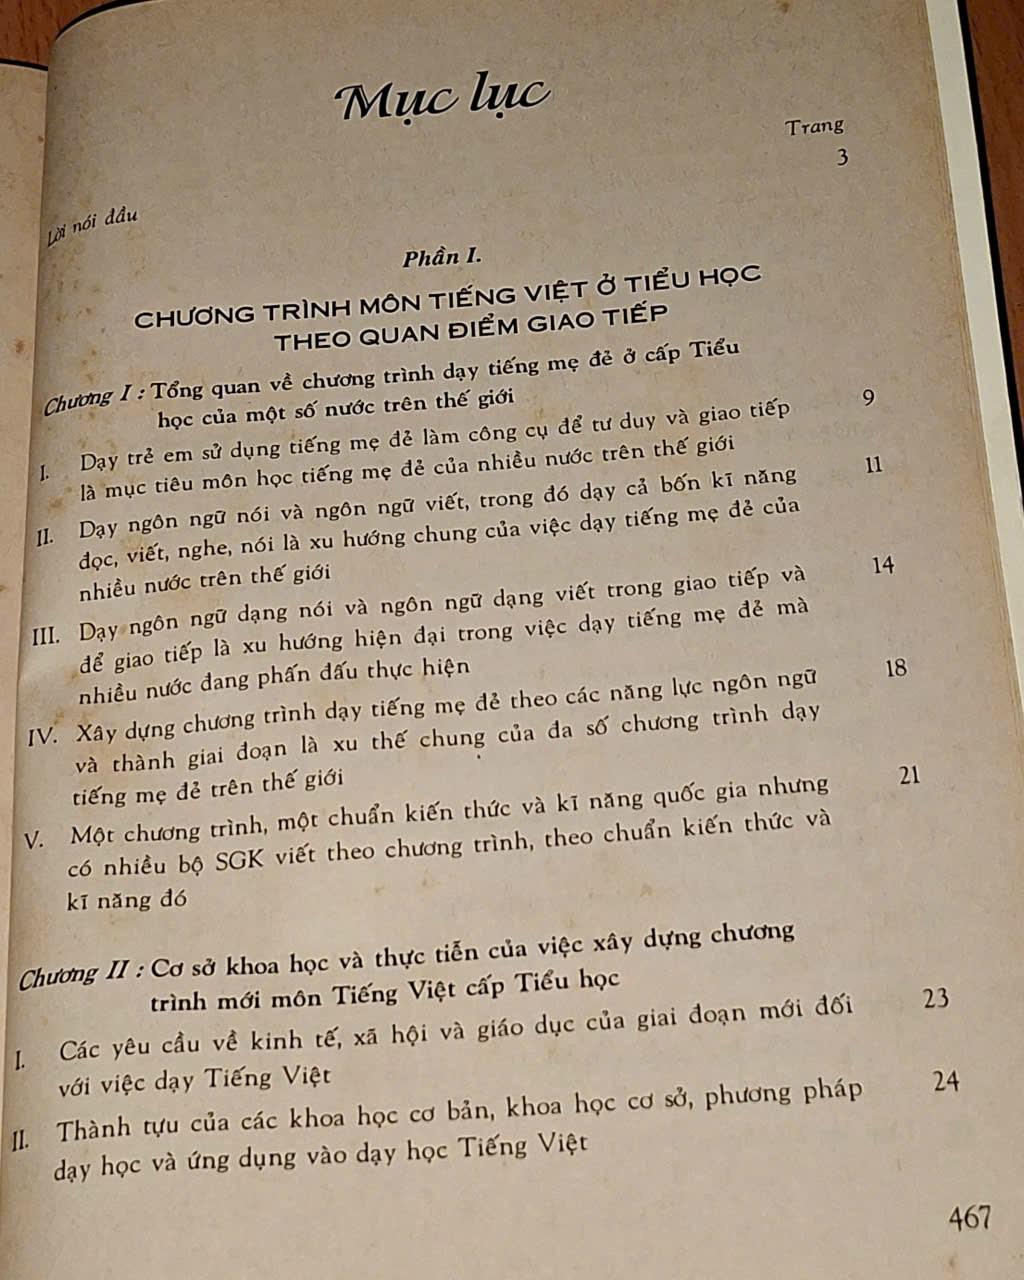 Mục lục
Trang
3
Lời nói đầu
Phần I.
CHƯƠNG TRÌNH MÔN TIẾNG VIỆT Ở TIỂU HỌC
THEO QUAN ĐIỂM GIAO TIẾP
Chương I : Tổng quan về chương trình dạy tiếng mẹ đẻ ở cấp Tiểu
học của một số nước trên thế giới
I. Dạy trẻ em sử dụng tiếng mẹ đẻ làm công cụ để tư duy và giao tiếp 9
là mục tiêu môn học tiếng mẹ đẻ của nhiều nước trên thế giới
II. Dạy ngôn ngữ nói và ngôn ngữ viết, trong đó dạy cả bốn kĩ năng 11
đọc, viết, nghe, nói là xu hướng chung của việc dạy tiếng mẹ đẻ của
nhiều nước trên thế giới
III. Dạy ngôn ngữ dạng nói và ngôn ngữ dạng viết trong giao tiếp và 14
để giao tiếp là xu hướng hiện đại trong việc dạy tiếng mẹ đẻ mà
nhiều nước đang phấn đấu thực hiện
IV. Xây dựng chương trình dạy tiếng mẹ đẻ theo các năng lực ngôn ngữ 18
và thành giai đoạn là xu thế chung của đa số chương trình dạy
tiếng mẹ đẻ trên thế giới
V. Một chương trình, một chuẩn kiến thức và kĩ năng quốc gia nhưng 21
có nhiều bộ SGK viết theo chương trình, theo chuẩn kiến thức và
kĩ năng đó
Chương II : Cơ sở khoa học và thực tiễn của việc xây dựng chương
trình mới môn Tiếng Việt cấp Tiểu học
I. Các yêu cầu về kinh tế, xã hội và giáo dục của giai đoạn mới đối 23
với việc dạy Tiếng Việt
II. Thành tựu của các khoa học cơ bản, khoa học cơ sở, phương pháp 24
dạy học và ứng dụng vào dạy học Tiếng Việt
467